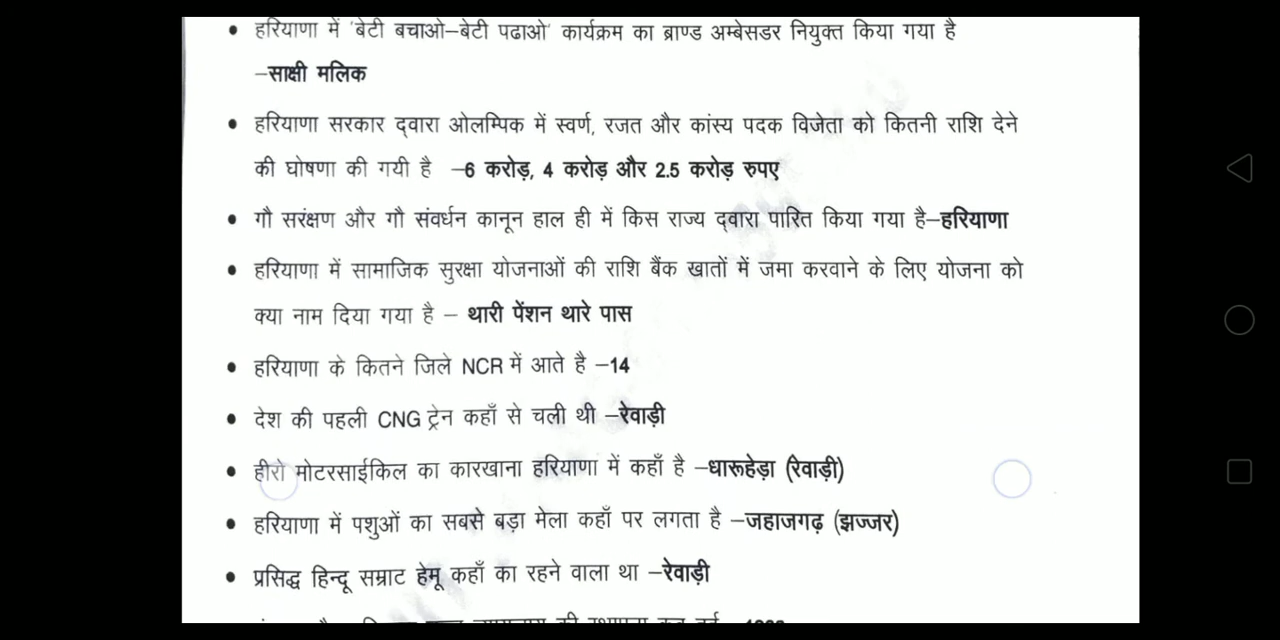 • हरियाणा में 'बेटी बचाओ–बेटी पढाओ' कार्यक्रम का ब्राण्ड अम्बेसडर नियुक्त किया गया है
–साक्षी मलिक
• हरियाणा सरकार द्वारा ओलम्पिक में स्वर्ण, रजत और कांस्य पदक विजेता को कितनी राशि देने
की घोषणा की गयी है –6 करोड़, 4 करोड़ और 2.5 करोड़ रुपए
• गौ सरंक्षण और गौ संवर्धन कानून हाल ही में किस राज्य द्वारा पारित किया गया है–हरियाणा
• हरियाणा में सामाजिक सुरक्षा योजनाओं की राशि बैंक खातों में जमा करवाने के लिए योजना को
क्या नाम दिया गया है – थारी पेंशन थारे पास
• हरियाणा के कितने जिले NCR में आते है –14
• देश की पहली CNG ट्रेन कहाँ से चली थी –रेवाड़ी
• हीरो मोटरसाईकिल का कारखाना हरियाणा में कहाँ है –धारूहेड़ा (रेवाड़ी)
• हरियाणा में पशुओं का सबसे बड़ा मेला कहाँ पर लगता है –जहाजगढ़ (झज्जर)
• प्रसिद्ध हिन्दू सम्राट हेमू कहाँ का रहने वाला था –रेवाड़ी